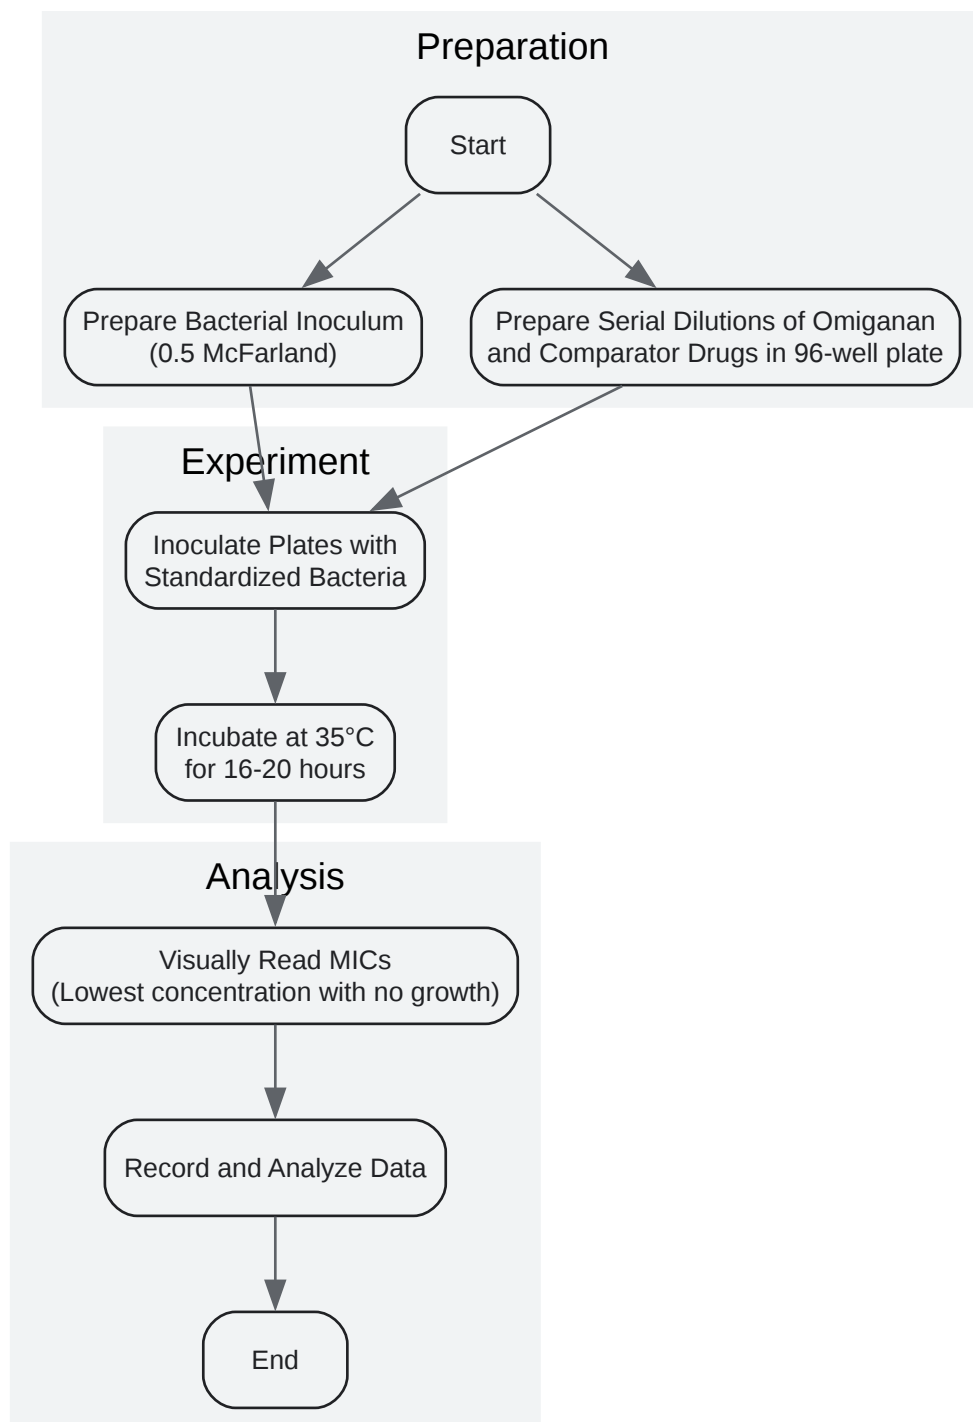 Preparation
Start
Prepare Bacterial Inoculum
(0.5 McFarland)
Prepare Serial Dilutions of Omiganan
and Comparator Drugs in 96-well plate
Experiment
Inoculate Plates with
Standardized Bacteria
Incubate at 35°C
for 16-20 hours
Analysis
Visually Read MICs
(Lowest concentration with no growth)
Record and Analyze Data
End